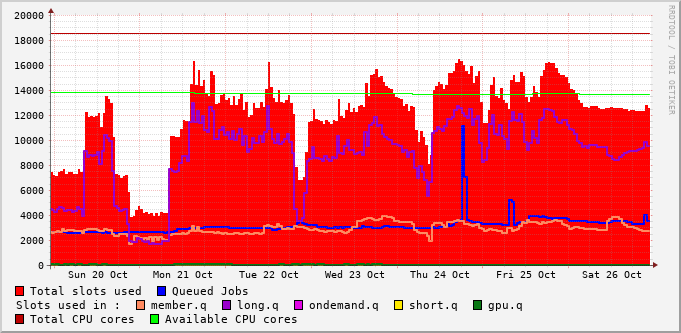 20000
18000
16000
14000
12000
10000
8000
6000
4000
2000
0
Sun 20 Oct Mon 21 Oct Tue 22 Oct Wed 23 Oct Thu 24 Oct Fri 25 Oct Sat 26 Oct
RRDTOOL / TOBI OETIKER
Total slots used Queued Jobs
Slots used in : member.q long.q ondemand.q short.q gpu.q
Total CPU cores Available CPU cores